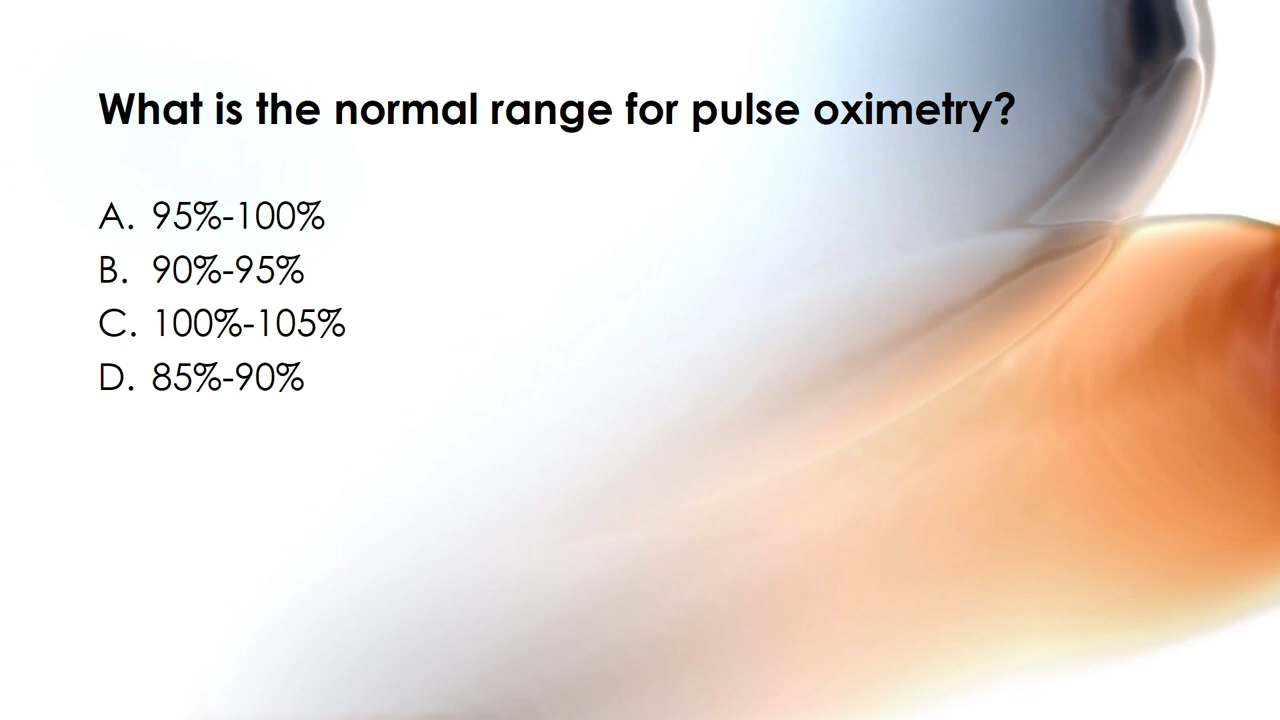 What is the normal range for pulse oximetry?
A. 95%-100%
B. 90%-95%
C. 100%-105%
D. 85%-90%